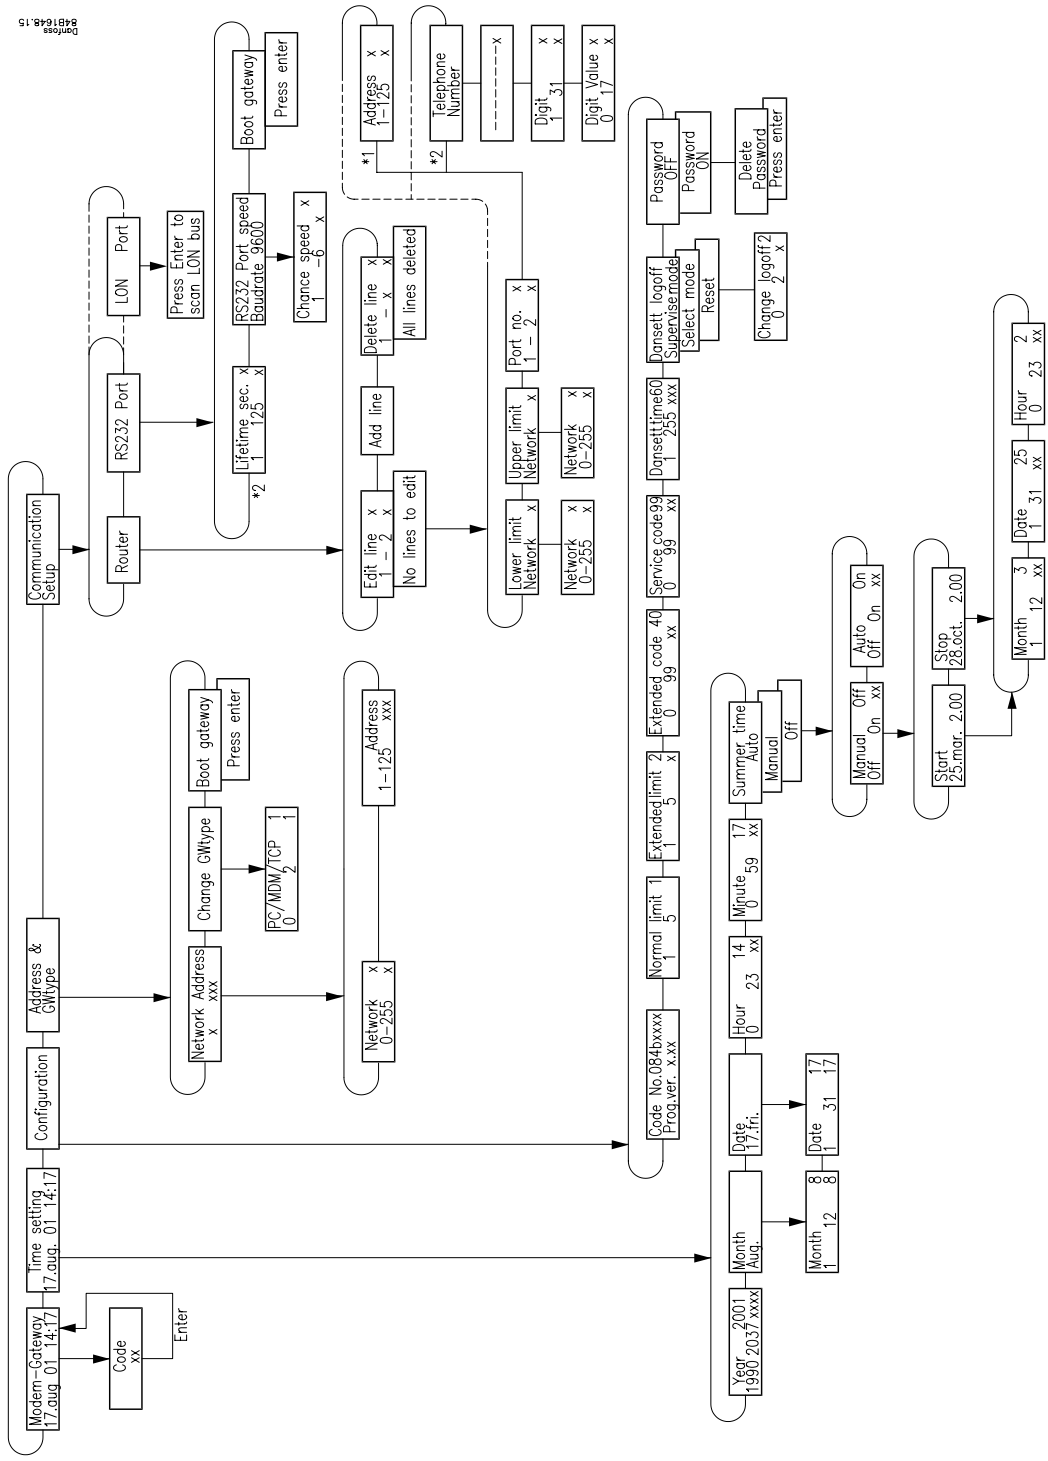 Danfoss
84B1648.15
Modem-Gateway
17.aug 01 14:17
Code
xx
Enter
Time setting
17.aug. 01 14:17
Configuration
Address &
GWtype
Communication
Setup
Router
RS232 Port
LON Port
Press Enter to
scan LON bus
*2
Lifetime sec. x
1 125 x
RS232 Port speed
Baudrate 9600
Chance speed x
1 -6 x
Boot gateway
Press enter
Network Address
x xxx
Change GWtype
PC/MDM/TCP 1
0 2 1
Boot gateway
Press enter
Network x
0-255 x
Address
1-125 xxx
Edit line x
1 - 2 x
No lines to edit
Add line
Delete line x
1 - x x
All lines deleted
Lower limit
Network x
Network x
0-255 x
Upper limit
Network x
Network x
0-255 x
Port no. x
1 - 2 x
*1
Address x
1-125 x
*2
Telephone
Number
----------x
Digit x
1 31 x
Digit Value x
0 17 x
Code No.084bxxxx
Prog.ver. x.xx
Normal limit 1
1 5 x
Extended limit 2
1 5 x
Extended code 40
0 99 xx
Service code99
0 99 xx
Dansett.time60
1 255 xxx
Dansett logoff
Supervise mode
Select mode
Reset
Change logoff 2
0 2 x
Password
OFF
Password
ON
Delete
Password
Press enter
Year 2001
1990 2037 xxxx
Month
Aug.
Month 8
1 12 8
Date
17.fri.
Date 17
1 31 17
Hour 14
0 23 xx
Minute 17
0 59 xx
Summer time
Auto
Manual
Off
Manual Off
Off On xx
Auto On
Off On xx
Start
25.mar. 2.00
Stop
28.oct. 2.00
Month 3
1 12 xx
Date 25
1 31 xx
Hour 2
0 23 xx